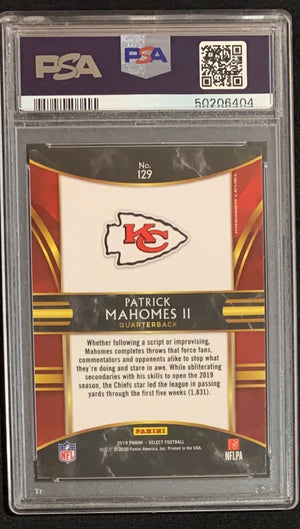 PSA
PSA
50206404
No.
129
KC
PATRICK
MAHOMES II
QUARTERBACK
Whether following a script or improvising,
Mahomes completes throws that force fans,
commentators and opponents alike to stop what
they're doing and stare in awe. While obliterating
secondaries with his skills to open the 2019
season, the Chiefs star led the league in passing
yards through the first five weeks (1,831).
PANINI
2019 PANINI – SELECT FOOTBALL
© 2020 Panini America, Inc. Printed in the USA.
NFL
NFLPA